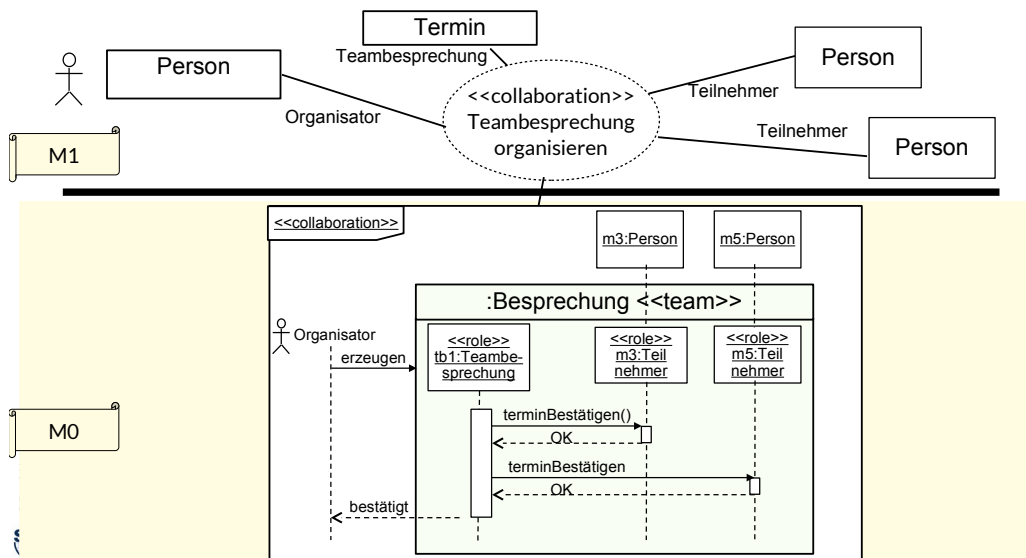 Termin
Teambesprechung
Person
Person
<<collaboration>>
Teambesprechung
organisieren
Teilnehmer
Organisator
Teilnehmer
Person
M1
<<collaboration>>
m3:Person
m5:Person
:Besprechung <<team>>
Organisator
erzeugen
<<role>>
tb1:Teambe-
sprechung
<<role>>
m3:Teil
nehmer
<<role>>
m5:Teil
nehmer
M0
terminBestätigen()
OK
terminBestätigen
OK
bestätigt